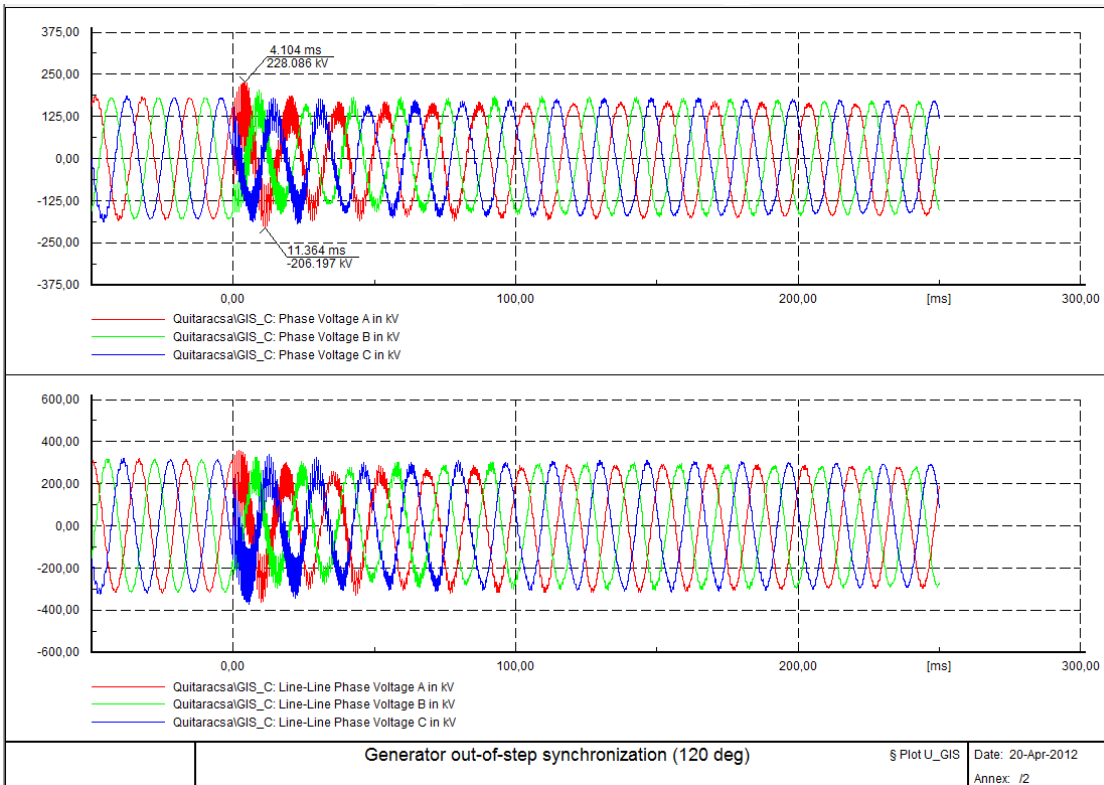 375,00
4.104 ms
228.086 kV
250,00
125,00
0,00
-125,00
11.364 ms
-206.197 kV
-250,00
-375,00
0,00 100,00 200,00 [ms] 300,00
Quitaracsa\GIS_C: Phase Voltage A in kV
Quitaracsa\GIS_C: Phase Voltage B in kV
Quitaracsa\GIS_C: Phase Voltage C in kV
600,00
400,00
200,00
0,00
-200,00
-400,00
-600,00
0,00 100,00 200,00 [ms] 300,00
Quitaracsa\GIS_C: Line-Line Phase Voltage A in kV
Quitaracsa\GIS_C: Line-Line Phase Voltage B in kV
Quitaracsa\GIS_C: Line-Line Phase Voltage C in kV
Generator out-of-step synchronization (120 deg) § Plot U_GIS Date: 20-Apr-2012
Annex: /2